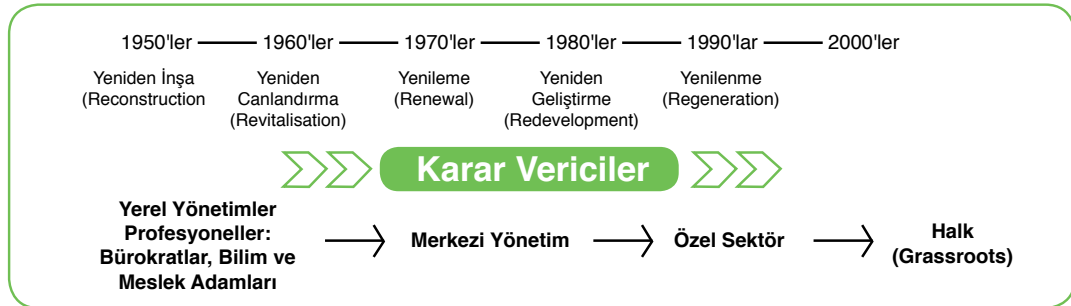 1950'ler 1960'ler 1970'ler 1980'ler 1990'lar 2000'ler
Yeniden İnşa
(Reconstruction
Yeniden
Canlandırma
(Revitalisation)
Yenileme
(Renewal)
Yeniden
Geliştirme
(Redevelopment)
Yenilenme
(Regeneration)
Karar Vericiler
Yerel Yönetimler
Profesyoneller:
Bürokratlar, Bilim ve
Meslek Adamları
Merkezi Yönetim
Özel Sektör
Halk
(Grassroots)